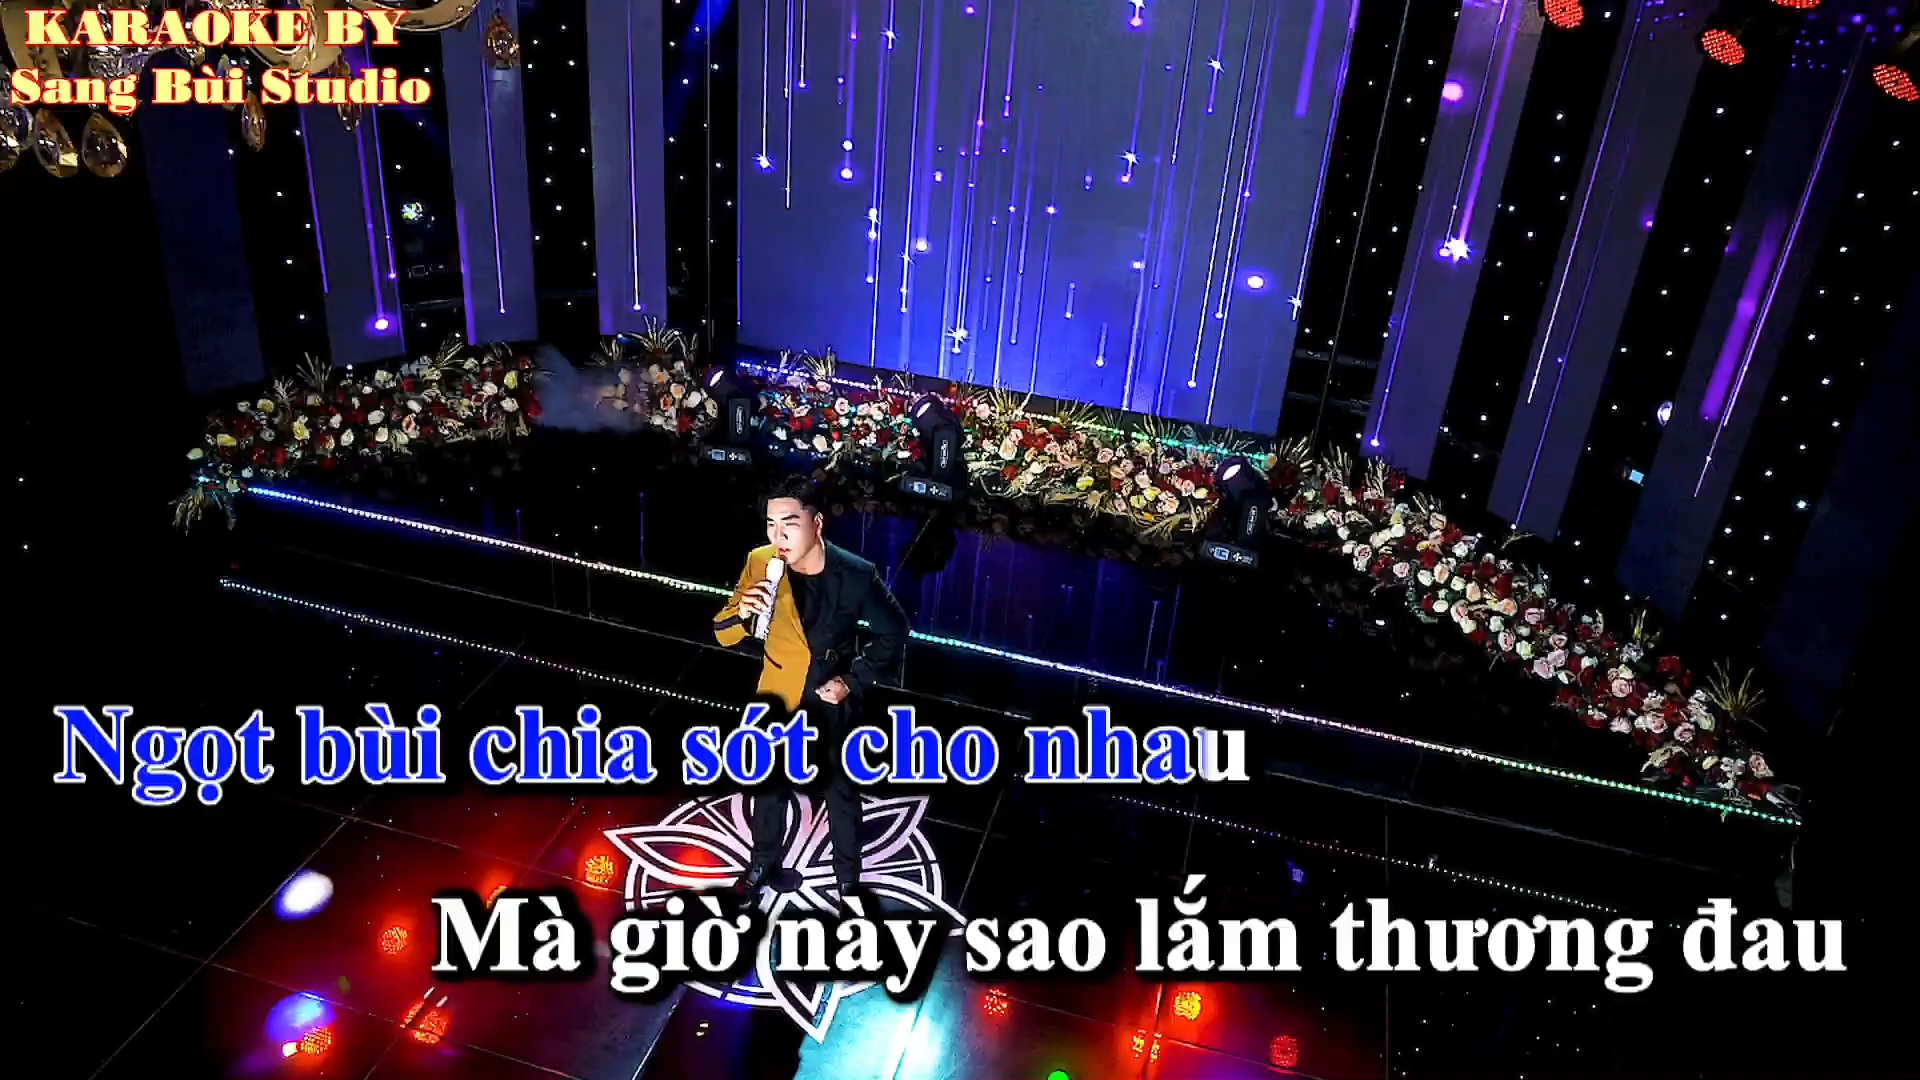 KARAOKE BY
Sang Bùi Studio
Ngọt bùi chia sớt cho nhau
Mà giờ này sao lắm thương đau